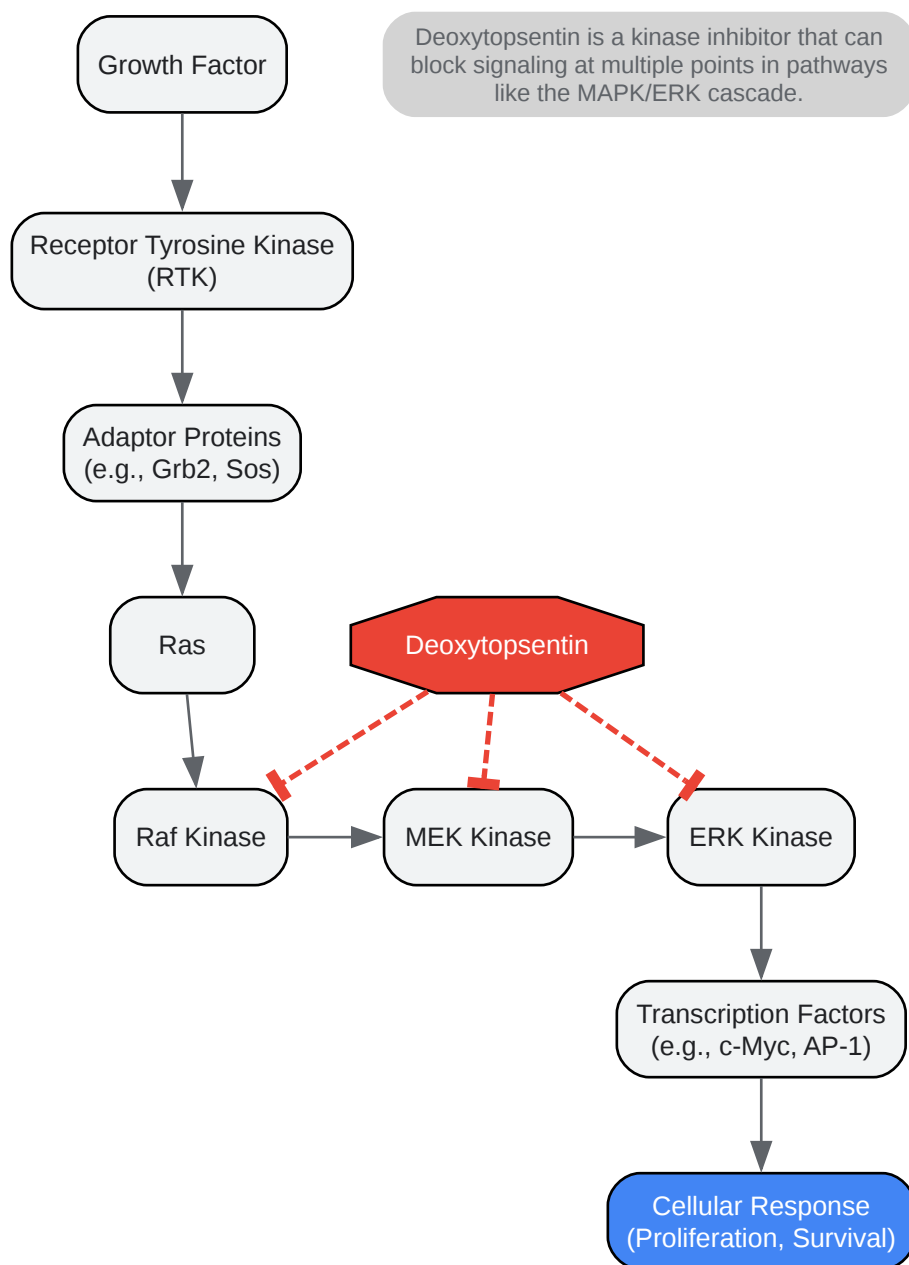 Growth Factor
Deoxytopsentin is a kinase inhibitor that can
block signaling at multiple points in pathways
like the MAPK/ERK cascade.
Receptor Tyrosine Kinase
(RTK)
Adaptor Proteins
(e.g., Grb2, Sos)
Ras
Deoxytopsentin
Raf Kinase
MEK Kinase
ERK Kinase
Transcription Factors
(e.g., c-Myc, AP-1)
Cellular Response
(Proliferation, Survival)